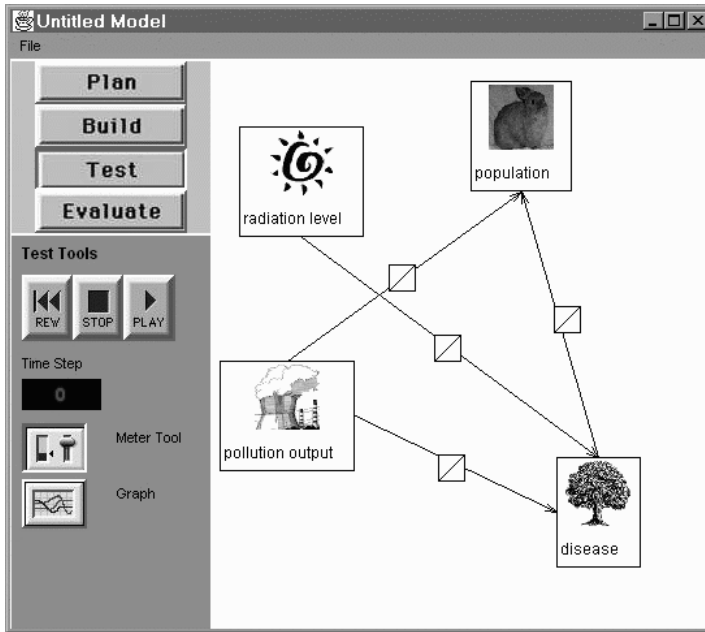 Untitled Model
File
Plan
Build
Test
Evaluate
Test Tools
REW STOP PLAY
Time Step
0
Meter Tool
Graph
radiation level
population
pollution output
disease